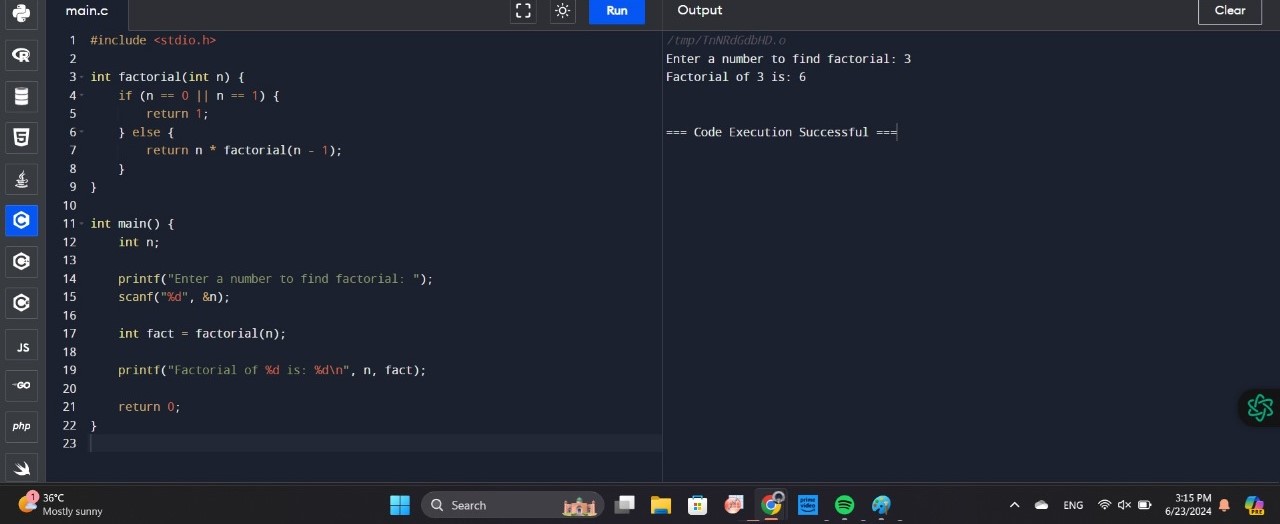 main.c
Run
Output
Clear
1 #include <stdio.h>
2
3 int factorial(int n) {
4     if (n == 0 || n == 1) {
5         return 1;
6     } else {
7         return n * factorial(n - 1);
8     }
9 }
10
11 int main() {
12     int n;
13
14     printf("Enter a number to find factorial: ");
15     scanf("%d", &n);
16
17     int fact = factorial(n);
18
19     printf("Factorial of %d is: %d\n", n, fact);
20
21     return 0;
22 }
23
/tmp/TnNRdGdbHD.o
Enter a number to find factorial: 3
Factorial of 3 is: 6
=== Code Execution Successful ===
JS
GO
php
1
36°C
Mostly sunny
Search
prime video
ENG
3:15 PM
6/23/2024
PRE